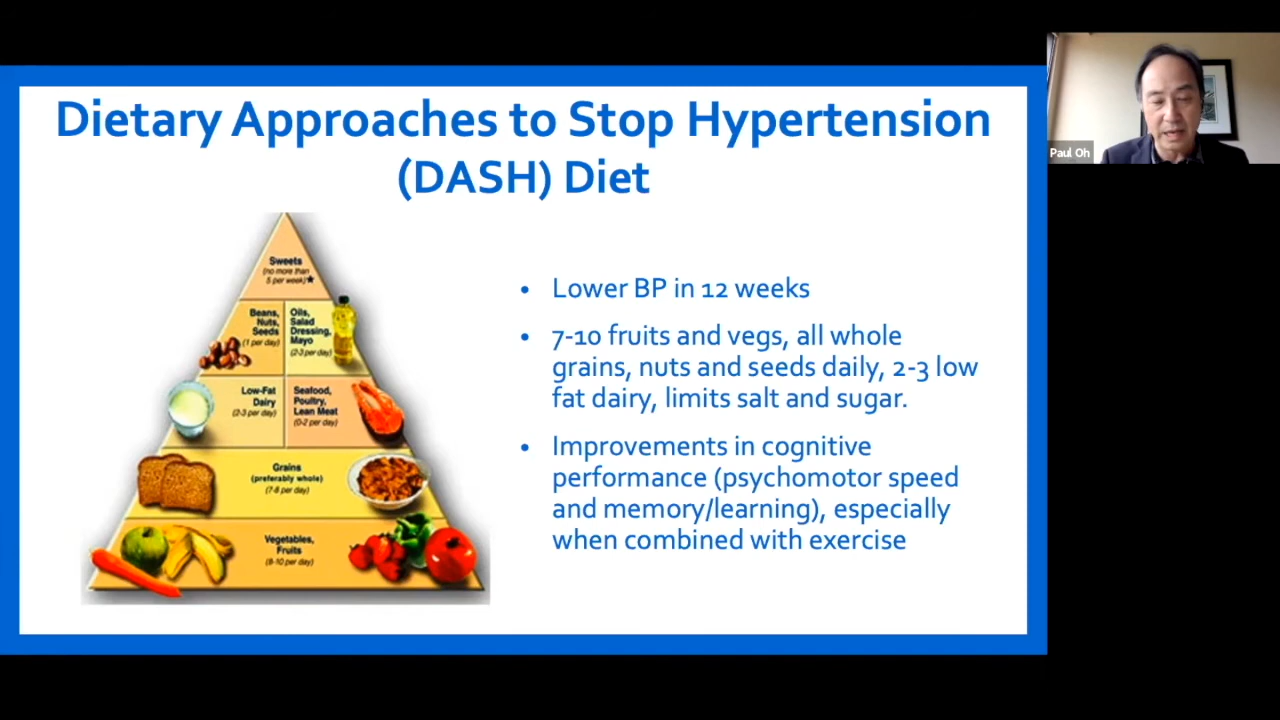 Dietary Approaches to Stop Hypertension
(DASH) Diet
Paul Oh
Sweets
(no more than
5 per week)★
Beans,
Nuts,
Seeds
(1 per day)
Oils,
Salad
Dressing,
Mayo
(2-3 per day)
Low-Fat
Dairy
(2-3 per day)
Seafood,
Poultry,
Lean Meat
(0-2 per day)
Grains
(preferably whole)
(7-8 per day)
Vegetables,
Fruits
(8-10 per day)
• Lower BP in 12 weeks
• 7-10 fruits and vegs, all whole
grains, nuts and seeds daily, 2-3 low
fat dairy, limits salt and sugar.
• Improvements in cognitive
performance (psychomotor speed
and memory/learning), especially
when combined with exercise